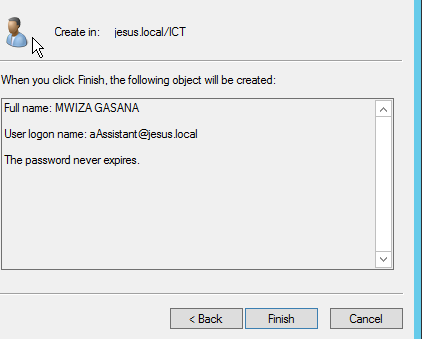 Create in: jesus.local/ICT
When you click Finish, the following object will be created:
Full name: MWIZA GASANA
User logon name: aAssistant@jesus.local
The password never expires.
< Back Finish Cancel